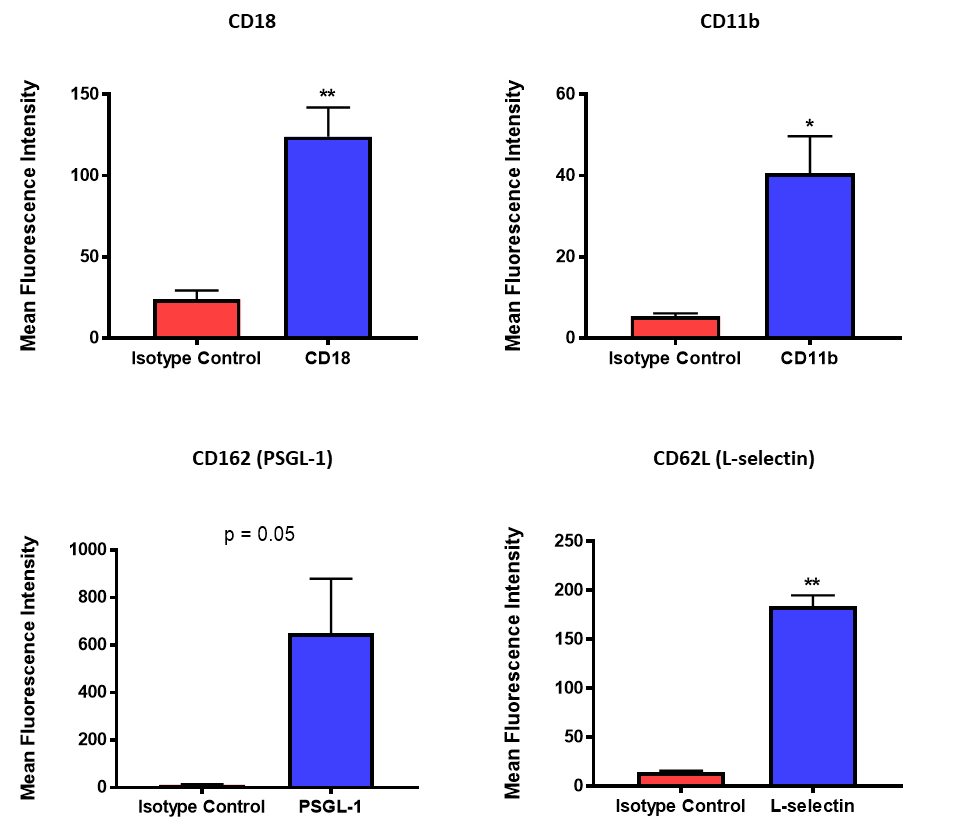 CD18
Mean Fluorescence Intensity
150
100
50
0
**
Isotype Control
CD18
CD11b
Mean Fluorescence Intensity
60
40
20
0
*
Isotype Control
CD11b
CD162 (PSGL-1)
p = 0.05
Mean Fluorescence Intensity
1000
800
600
400
200
0
Isotype Control
PSGL-1
CD62L (L-selectin)
Mean Fluorescence Intensity
250
200
150
100
50
0
**
Isotype Control
L-selectin